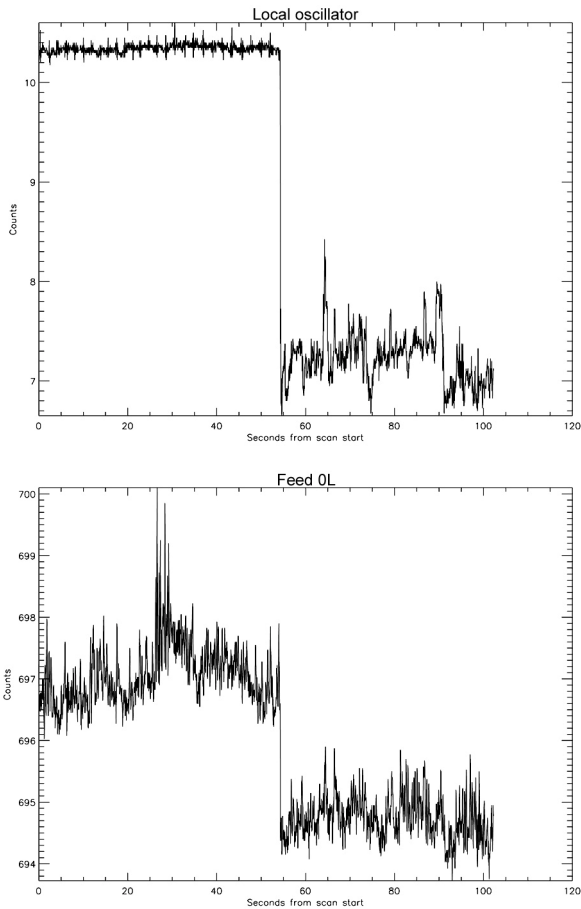 Local oscillator
10
9
8
7
Counts
0 20 40 60 80 100 120
Seconds from scan start
Feed 0L
700
699
698
697
696
695
694
Counts
0 20 40 60 80 100 120
Seconds from scan start